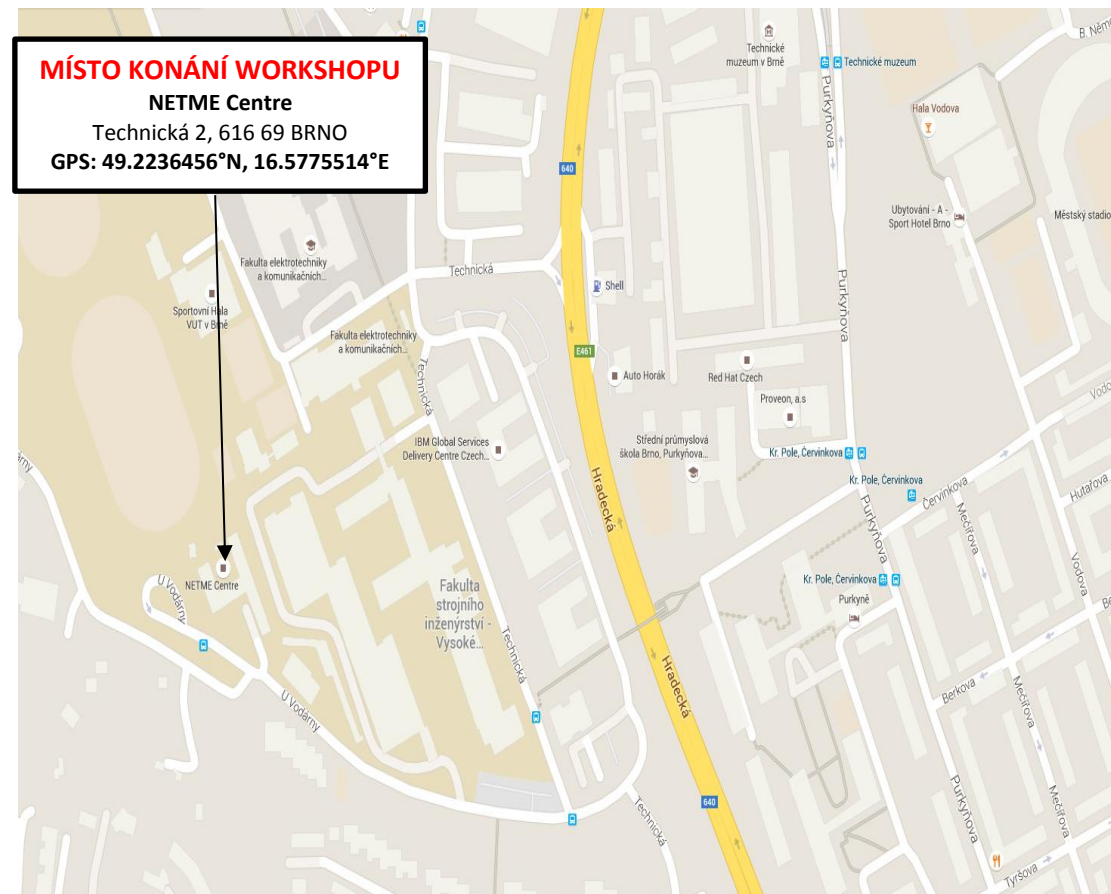 MÍSTO KONÁNÍ WORKSHOPU
NETME Centre
Technická 2, 616 69 BRNO
GPS: 49.2236456°N, 16.5775514°E
Technické
muzeum v Brně
Technické muzeum
B. Něm
Purkyňova
Hala Vodova
640
Ubytování - A -
Sport Hotel Brno
Městský stadio
Fakulta elektrotechniky
a komunikačních...
Technická
Purkyňova
Shell
Sportovní Hala
VUT v Brně
Fakulta elektrotechniky
a komunikačních...
E461
Technická
Auto Horák
Red Hat Czech
Vodo
Proveon, a.s
IBM Global Services
Delivery Centre Czech...
Střední průmyslová
škola Brno, Purkyňova...
Kr. Pole, Červinkova
Kr. Pole, Červinkova
Hradecká
Červinkova
Hutařova
Purkyňova
Mečířova
Vodova
NETME Centre
U Vodárny
Fakulta
strojního
inženýrství -
Vysoké...
Kr. Pole, Červinkova
Purkyně
Be
Technická
Hradecká
Berkova
Mečířova
U Vodárny
Technická
640
Purkyňova
Mečířova
Tyršova